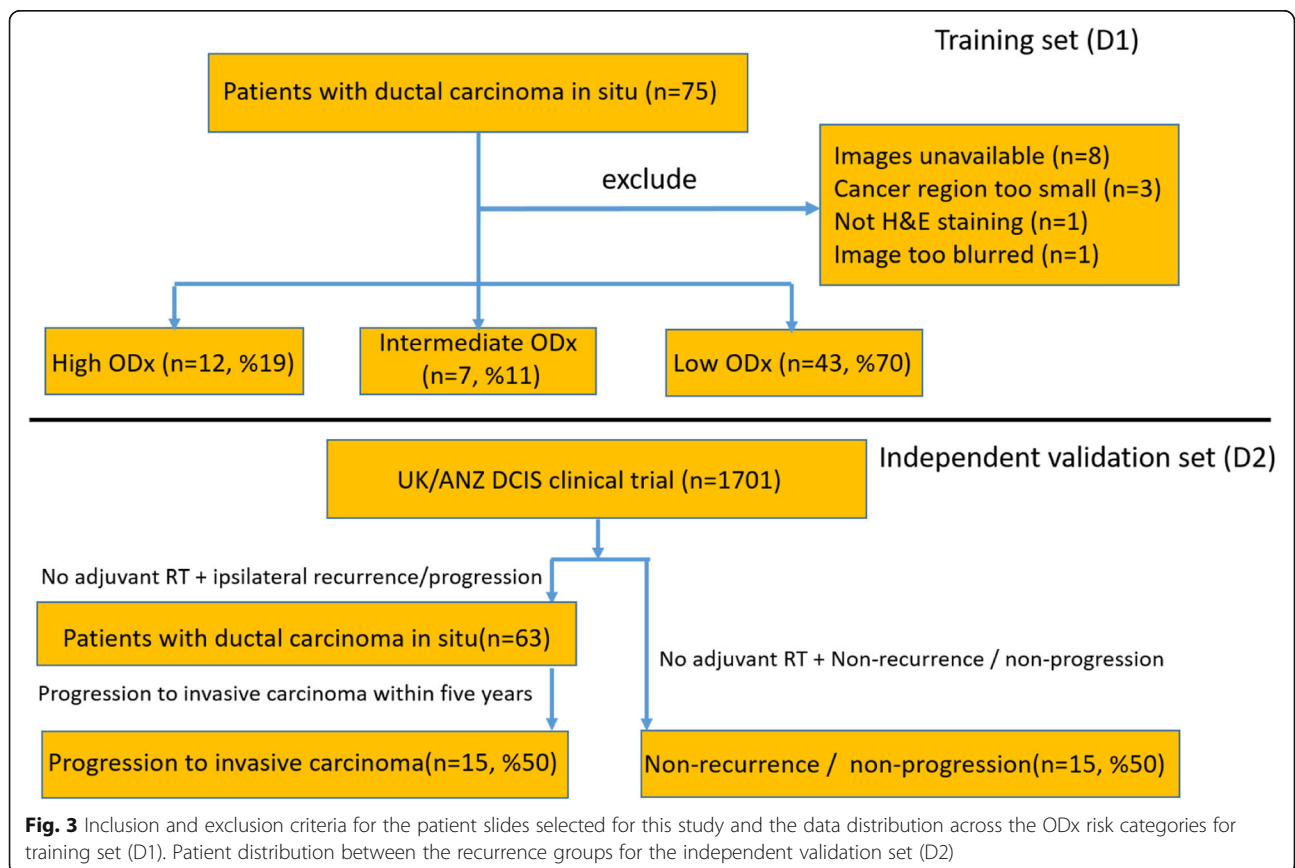 Training set (D1)
Patients with ductal carcinoma in situ (n=75)
exclude
Images unavailable (n=8)
Cancer region too small (n=3)
Not H&E staining (n=1)
Image too blurred (n=1)
High ODx (n=12, %19)
Intermediate ODx
(n=7, %11)
Low ODx (n=43, %70)
Independent validation set (D2)
UK/ANZ DCIS clinical trial (n=1701)
No adjuvant RT + ipsilateral recurrence/progression
Patients with ductal carcinoma in situ(n=63)
No adjuvant RT + Non-recurrence / non-progression
Progression to invasive carcinoma within five years
Progression to invasive carcinoma(n=15, %50)
Non-recurrence / non-progression(n=15, %50)
Fig. 3 Inclusion and exclusion criteria for the patient slides selected for this study and the data distribution across the ODx risk categories for
training set (D1). Patient distribution between the recurrence groups for the independent validation set (D2)